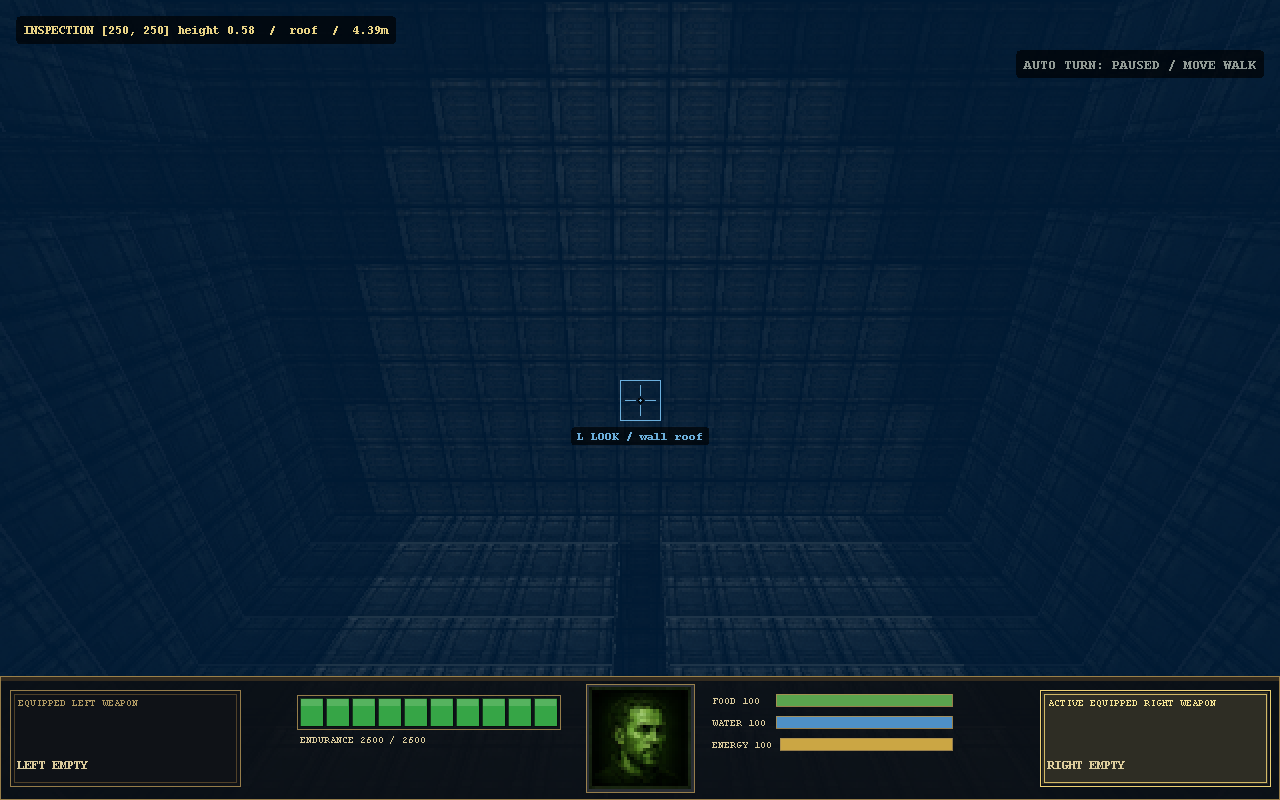 INSPECTION [250, 250] height 0.58 / roof / 4.39m
AUTO TURN: PAUSED / MOVE WALK
L LOOK / wall roof
EQUIPPED LEFT WEAPON
LEFT EMPTY
ENDURANCE 2600 / 2600
FOOD 100
WATER 100
ENERGY 100
ACTIVE EQUIPPED RIGHT WEAPON
RIGHT EMPTY